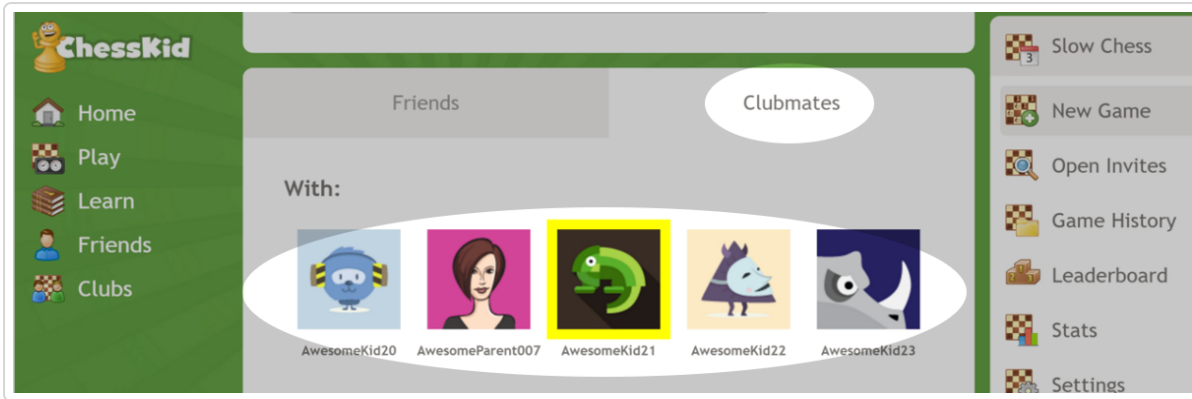 ChessKid
Home
Play
Learn
Friends
Clubs
Friends
Clubmates
With:
AwesomeKid20
AwesomeParent007
AwesomeKid21
AwesomeKid22
AwesomeKid23
3
Slow Chess
New Game
Open Invites
Game History
Leaderboard
Stats
Settings